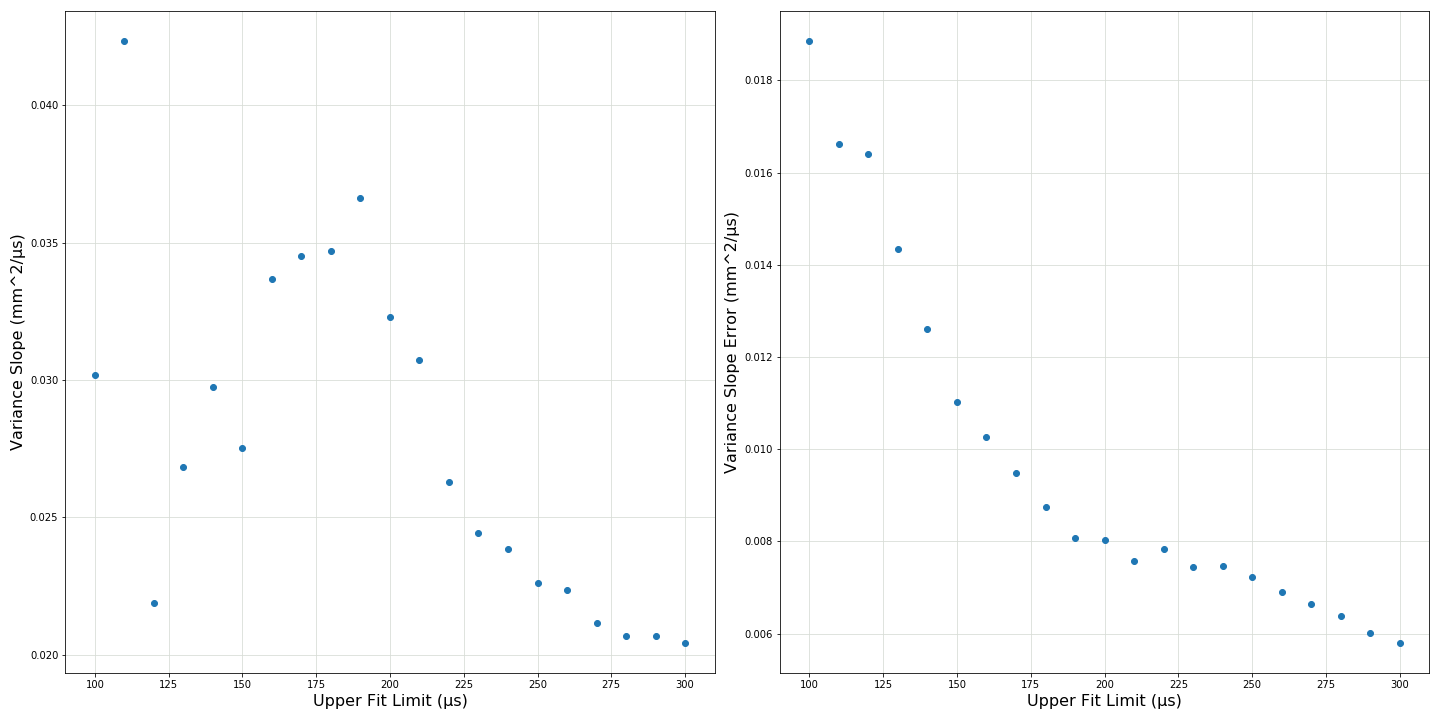 Variance Slope (mm^2/μs)
0.040
0.035
0.030
0.025
0.020
100 125 150 175 200 225 250 275 300
Upper Fit Limit (μs)
Variance Slope Error (mm^2/μs)
0.018
0.016
0.014
0.012
0.010
0.008
0.006
100 125 150 175 200 225 250 275 300
Upper Fit Limit (μs)